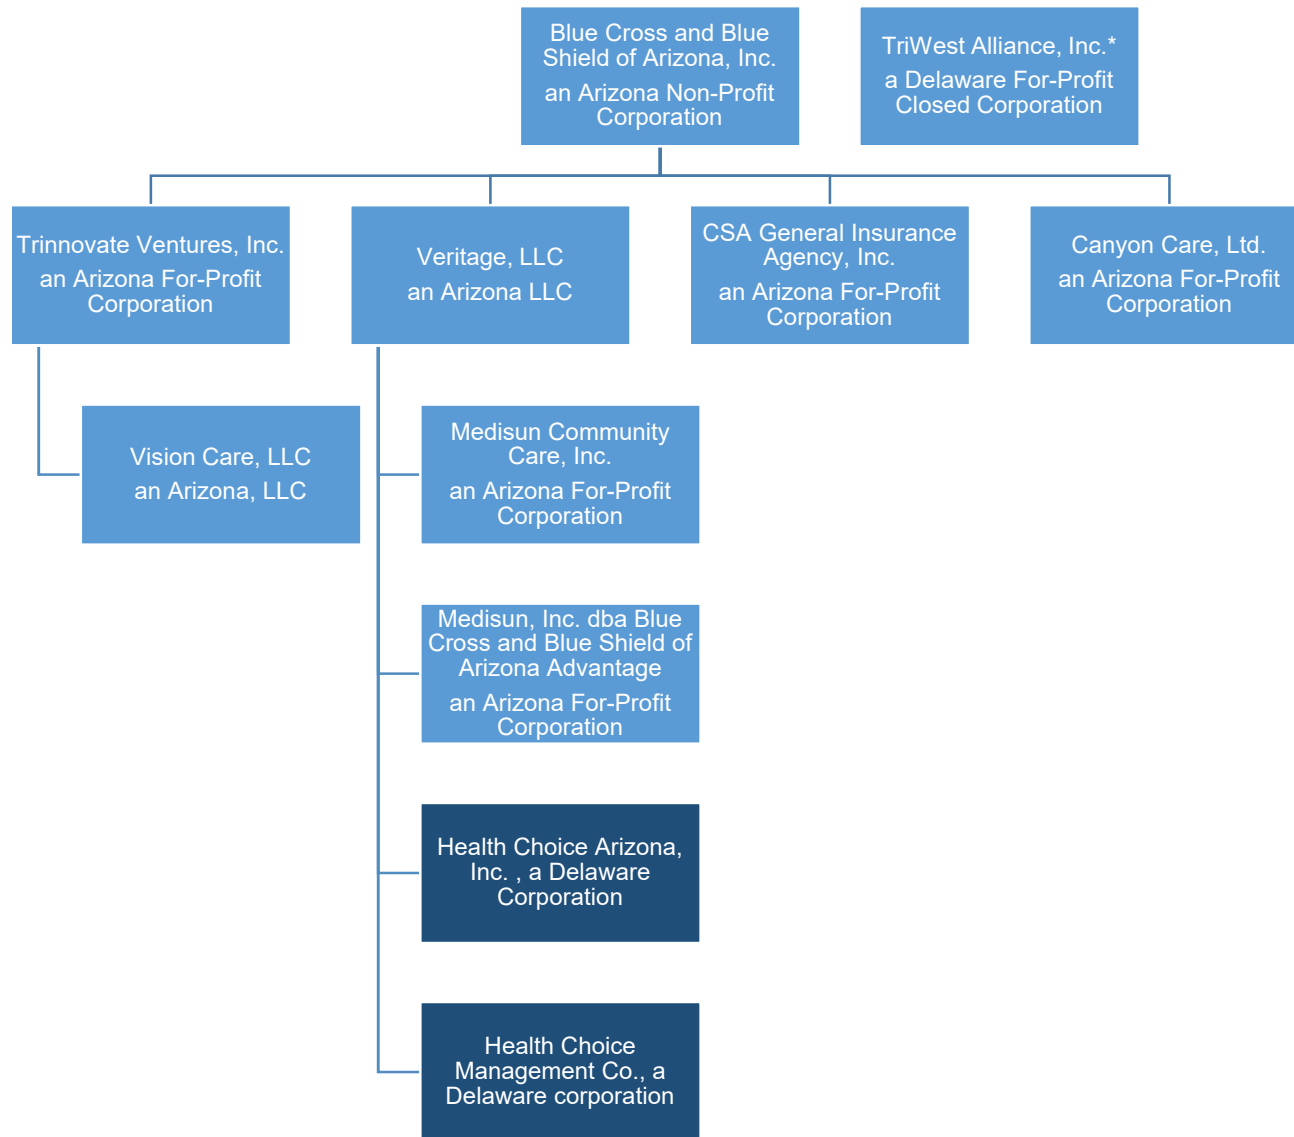 Blue Cross and Blue
Shield of Arizona, Inc.
an Arizona Non-Profit
Corporation
TriWest Alliance, Inc.*
a Delaware For-Profit
Closed Corporation
Trinnovate Ventures, Inc.
an Arizona For-Profit
Corporation
Veritage, LLC
an Arizona LLC
CSA General Insurance
Agency, Inc.
an Arizona For-Profit
Corporation
Canyon Care, Ltd.
an Arizona For-Profit
Corporation
Vision Care, LLC
an Arizona, LLC
Medisun Community
Care, Inc.
an Arizona For-Profit
Corporation
Medisun, Inc. dba Blue
Cross and Blue Shield of
Arizona Advantage
an Arizona For-Profit
Corporation
Health Choice Arizona,
Inc. , a Delaware
Corporation
Health Choice
Management Co., a
Delaware corporation